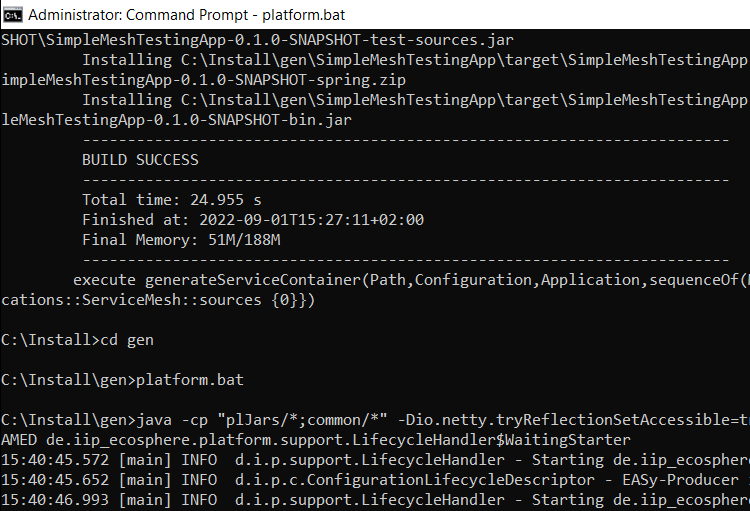 Administrator: Command Prompt - platform.bat
SHOT\SimpleMeshTestingApp-0.1.0-SNAPSHOT-test-sources.jar
Installing C:\Install\gen\SimpleMeshTestingApp\target\SimpleMeshTestingApp
impleMeshTestingApp-0.1.0-SNAPSHOT-spring.zip
Installing C:\Install\gen\SimpleMeshTestingApp\target\SimpleMeshTestingApp
leMeshTestingApp-0.1.0-SNAPSHOT-bin.jar
------------------------------------------------------------------------
BUILD SUCCESS
------------------------------------------------------------------------
Total time: 24.955 s
Finished at: 2022-09-01T15:27:11+02:00
Final Memory: 51M/188M
------------------------------------------------------------------------
execute generateServiceContainer(Path,Configuration,Application,sequenceOf(
cations::ServiceMesh::sources {0}})
C:\Install>cd gen
C:\Install\gen>platform.bat
C:\Install\gen>java -cp "plJars/*;common/*" -Dio.netty.tryReflectionSetAccessible=tr
AMED de.iip_ecosphere.platform.support.LifecycleHandler$WaitingStarter
15:40:45.572 [main] INFO  d.i.p.support.LifecycleHandler - Starting de.iip_ecosphere
15:40:45.652 [main] INFO  d.i.p.c.ConfigurationLifecycleDescriptor - EASy-Producer
15:40:46.993 [main] INFO  d.i.p.support.LifecycleHandler - Starting de.iip_ecosphere